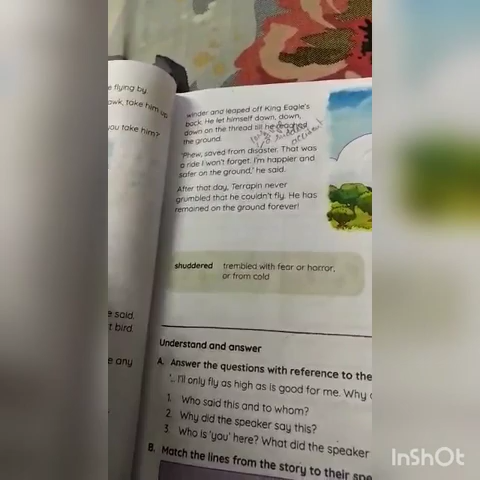 e flying by.
awk, take him up
you take him?
e said.
t bird.
e any
winder and leaped off King Eagle's
back. He let himself down, down,
down on the thread till he reached
the ground.
'Phew, saved from disaster. That was
a ride I won't forget. I'm happier and
safer on the ground,' he said.
accident
After that day, Terrapin never
grumbled that he couldn't fly. He has
remained on the ground forever!
shuddered trembled with fear or horror,
or from cold
Understand and answer
A. Answer the questions with reference to the
'... I'll only fly as high as is good for me. Why
1. Who said this and to whom?
2. Why did the speaker say this?
3. Who is 'you' here? What did the speaker
B. Match the lines from the story to their spe
InShOt